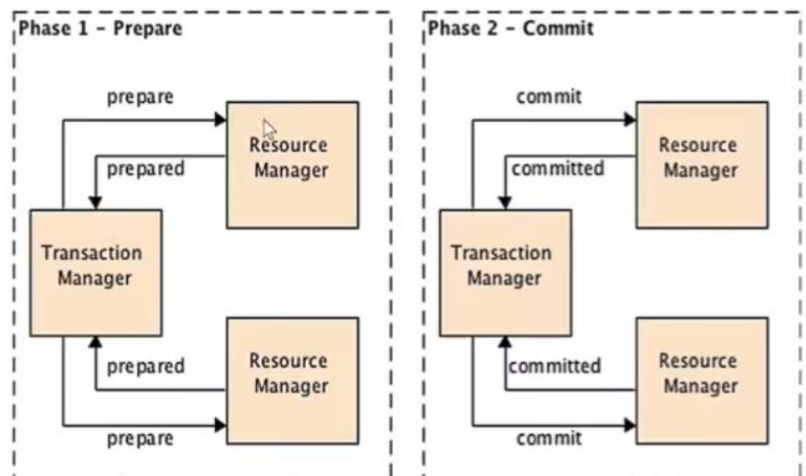 Phase 1 - Prepare
prepare
Resource
Manager
prepared
Transaction
Manager
prepared
Resource
Manager
prepare
Phase 2 - Commit
commit
Resource
Manager
committed
Transaction
Manager
committed
Resource
Manager
commit